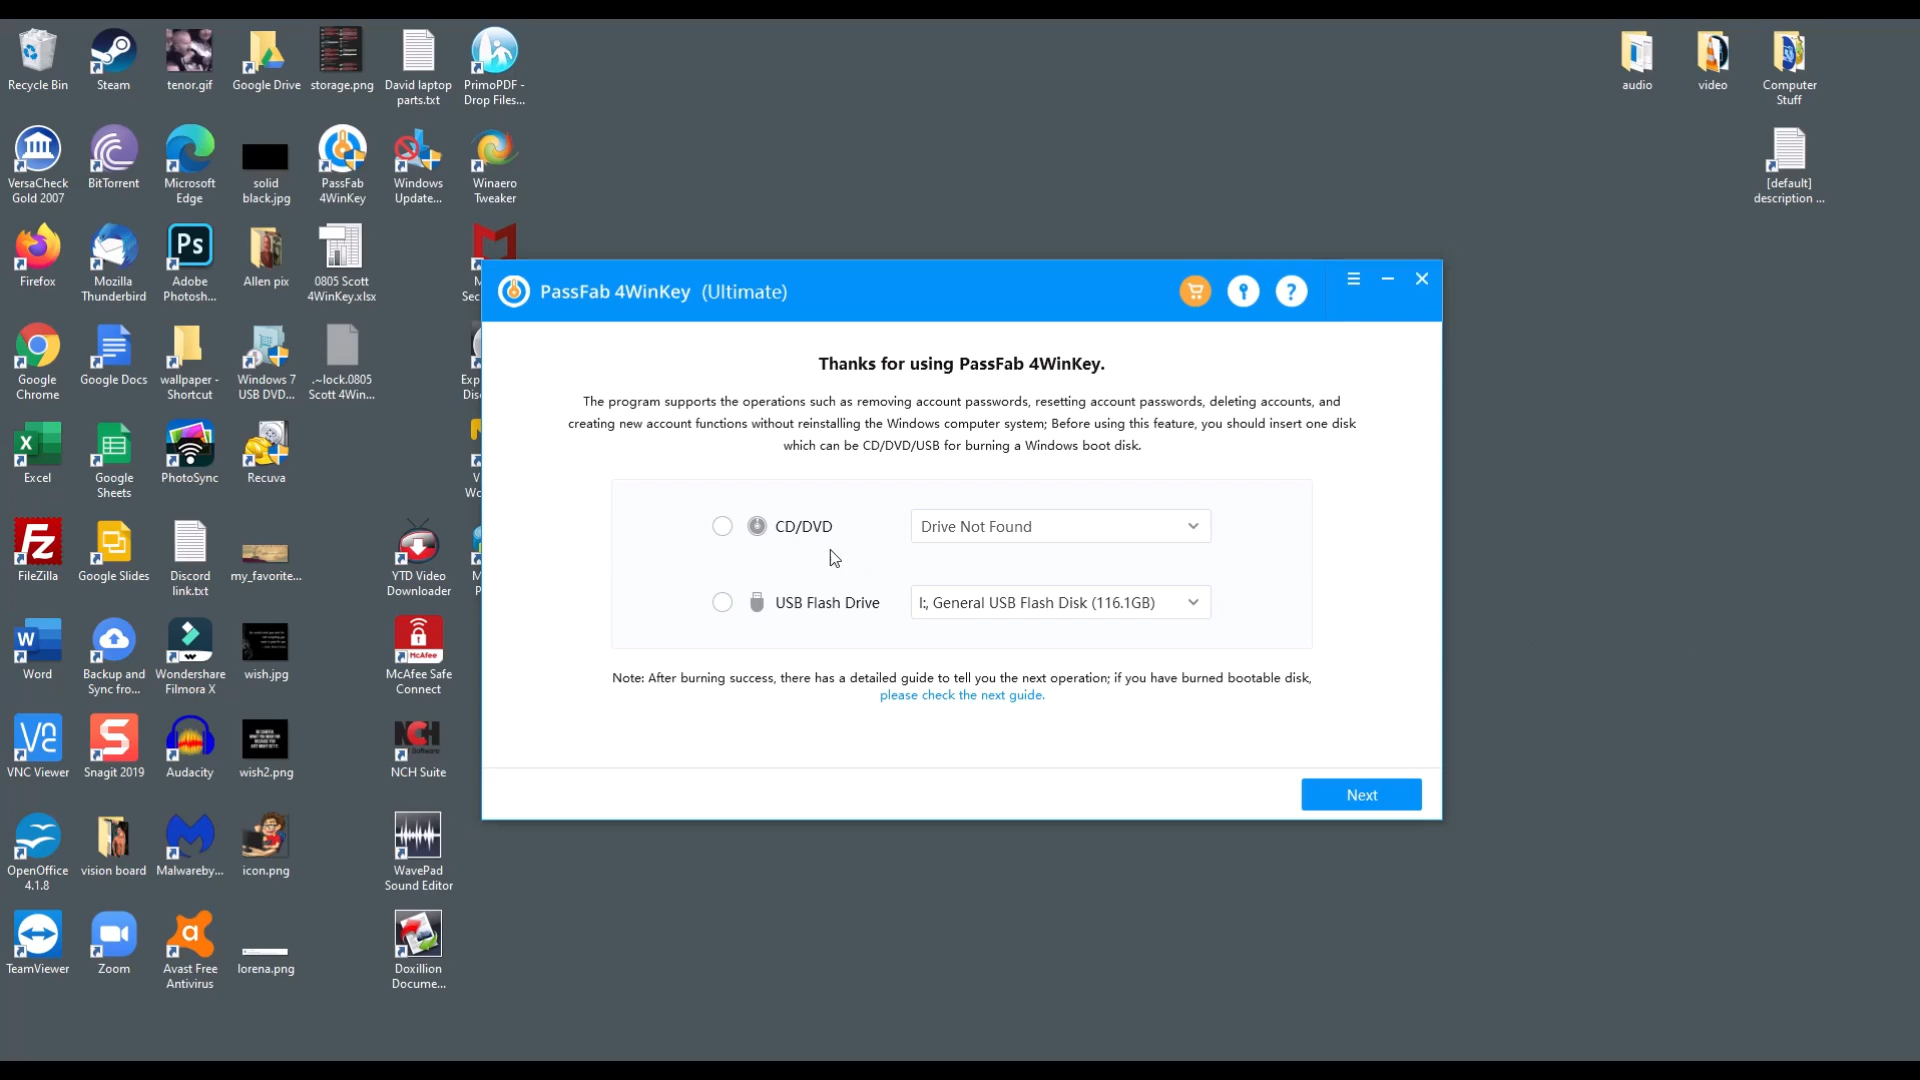 Recycle Bin
Steam
tenor.gif
Google Drive
storage.png
David laptop
parts.txt
PrimoPDF -
Drop Files...
audio
video
Computer
Stuff
VersaCheck
Gold 2007
BitTorrent
Microsoft
Edge
solid
black.jpg
PassFab
4WinKey
Windows
Update...
Winaero
Tweaker
[default]
description ...
Firefox
Mozilla
Thunderbird
Ps
Adobe
Photosh...
Allen pix
0805 Scott
4WinKey.xlsx
Google
Chrome
Google Docs
wallpaper -
Shortcut
Windows 7
USB DVD...
.~lock.0805
Scott 4Win...
Excel
Google
Sheets
PhotoSync
Recuva
Fz
FileZilla
Google Slides
Discord
link.txt
my_favorite...
YTD Video
Downloader
W
Word
Backup and
Sync fro...
Wondershare
Filmora X
wish.jpg
McAfee
McAfee Safe
Connect
VNC Viewer
S
Snagit 2019
Audacity
wish2.png
NCH
Software
NCH Suite
OpenOffice
4.1.8
vision board
Malwareby...
icon.png
WavePad
Sound Editor
TeamViewer
Zoom
Avast Free
Antivirus
lorena.png
Doxillion
Docume...
PassFab 4WinKey (Ultimate)
?
Thanks for using PassFab 4WinKey.
The program supports the operations such as removing account passwords, resetting account passwords, deleting accounts, and
creating new account functions without reinstalling the Windows computer system; Before using this feature, you should insert one disk
which can be CD/DVD/USB for burning a Windows boot disk.
CD/DVD
Drive Not Found
USB Flash Drive
I:, General USB Flash Disk (116.1GB)
Note: After burning success, there has a detailed guide to tell you the next operation; if you have burned bootable disk,
please check the next guide.
Next